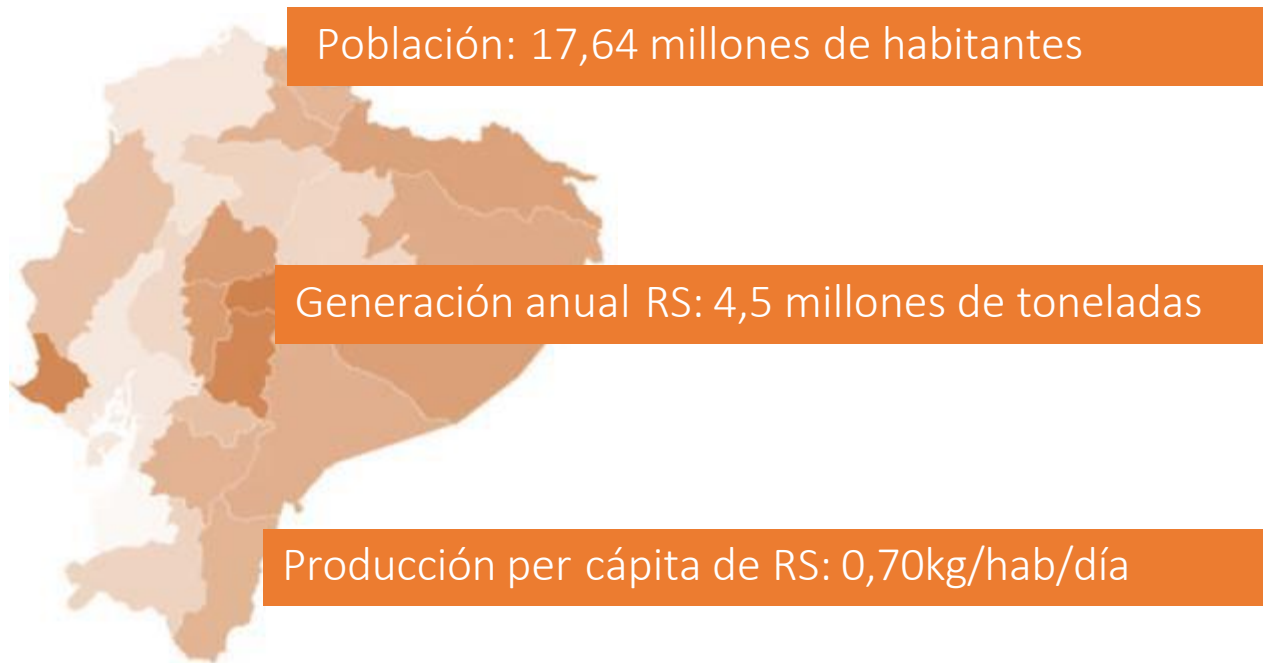 Población: 17,64 millones de habitantes
Generación anual RS: 4,5 millones de toneladas
Producción per cápita de RS: 0,70kg/hab/día